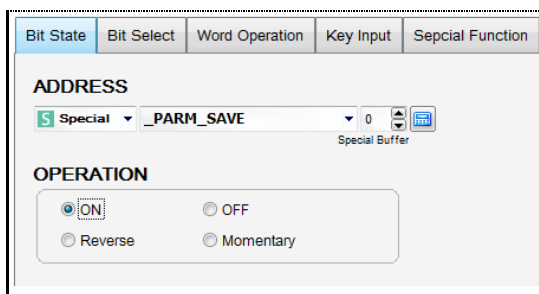 Bit State Bit Select Word Operation Key Input Sepcial Function
ADDRESS
S Special _PARM_SAVE 0
Special Buffer
OPERATION
ON OFF
Reverse Momentary